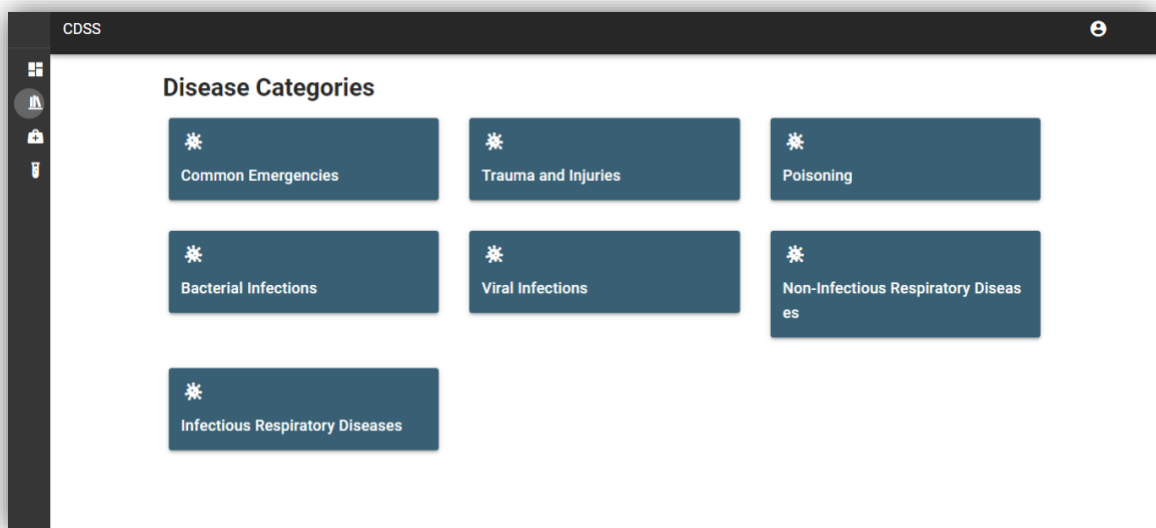 CDSS
Disease Categories
Common Emergencies
Trauma and Injuries
Poisoning
Bacterial Infections
Viral Infections
Non-Infectious Respiratory Diseas
es
Infectious Respiratory Diseases